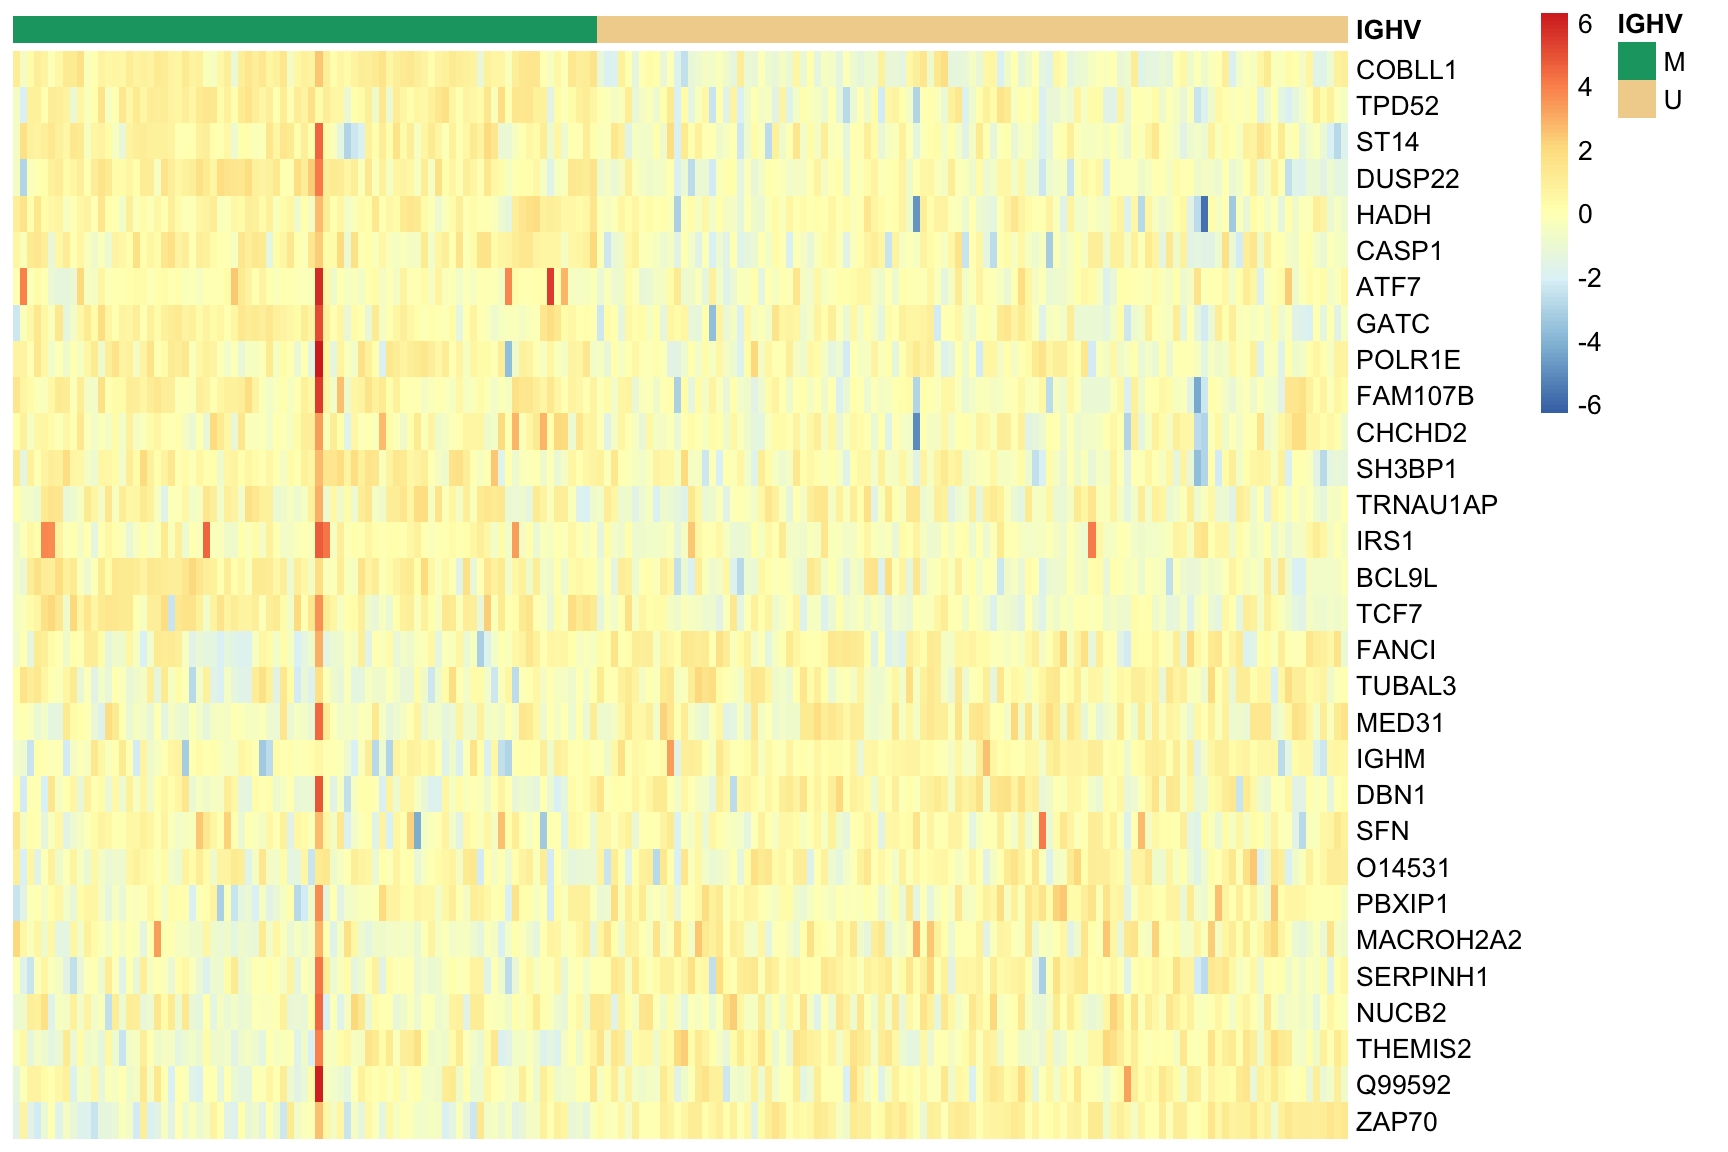 IGHV
COBLL1
TPD52
ST14
DUSP22
HADH
CASP1
ATF7
GATC
POLR1E
FAM107B
CHCHD2
SH3BP1
TRNAU1AP
IRS1
BCL9L
TCF7
FANCI
TUBAL3
MED31
IGHM
DBN1
SFN
O14531
PBXIP1
MACROH2A2
SERPINH1
NUCB2
THEMIS2
Q99592
ZAP70
6
4
2
0
-2
-4
-6
IGHV
M
U